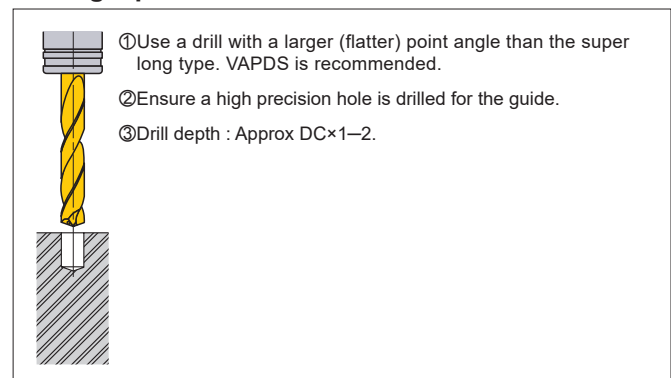 ①Use a drill with a larger (flatter) point angle than the super
long type. VAPDS is recommended.
②Ensure a high precision hole is drilled for the guide.
③Drill depth : Approx DC×1─2.